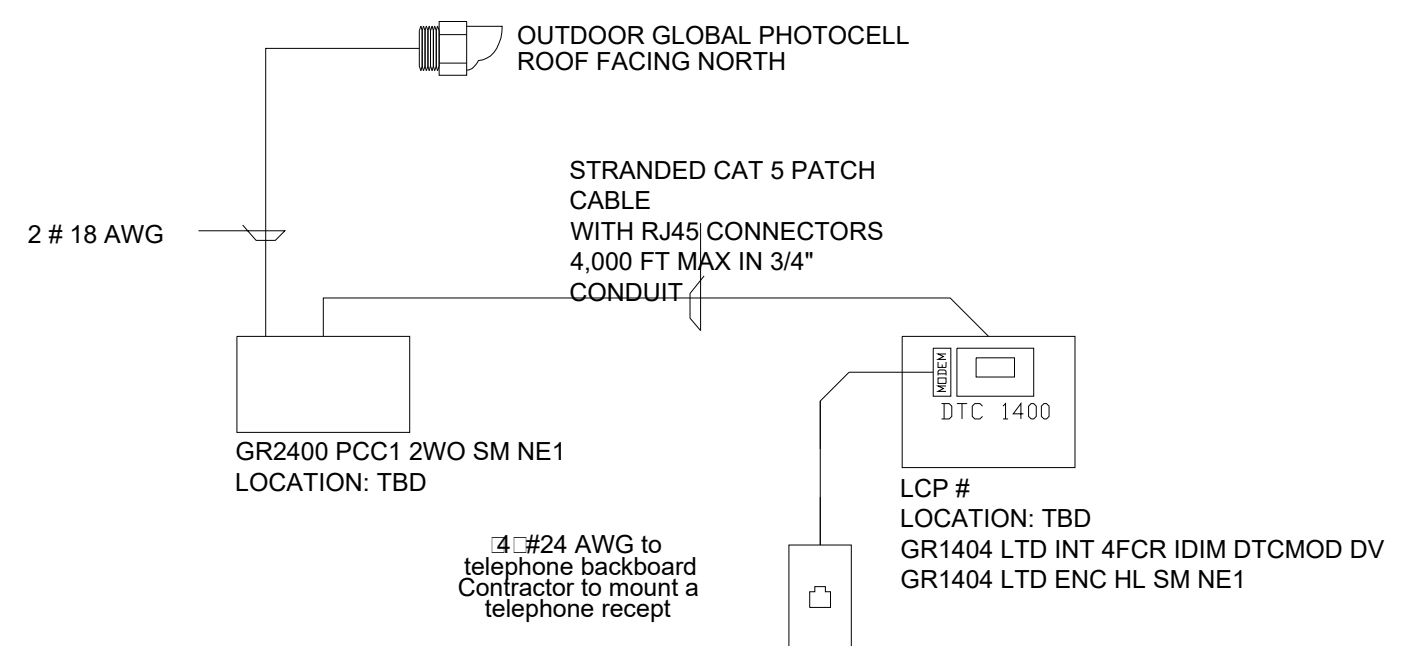 OUTDOOR GLOBAL PHOTOCELL
ROOF FACING NORTH
STRANDED CAT 5 PATCH
CABLE
WITH RJ45 CONNECTORS
4,000 FT MAX IN 3/4"
CONDUIT
2 # 18 AWG
MODEM
DTC 1400
GR2400 PCC1 2WO SM NE1
LOCATION: TBD
LCP #
LOCATION: TBD
GR1404 LTD INT 4FCR IDIM DTCMOD DV
GR1404 LTD ENC HL SM NE1
□4□#24 AWG to
telephone backboard
Contractor to mount a
telephone recept